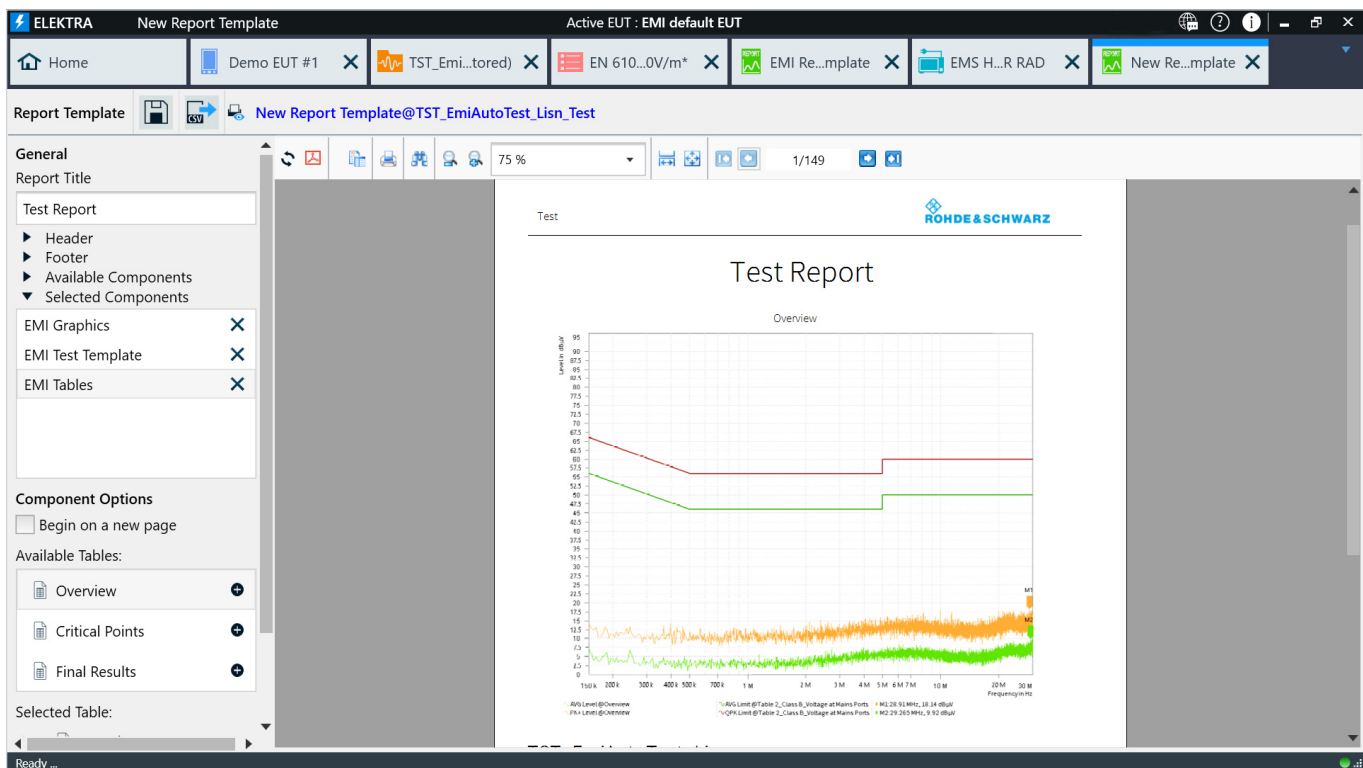 ELEKTRA New Report Template Active EUT : EMI default EUT
Home Demo EUT #1 TST_Emi...tored) EN 610...0V/m* EMI Re...mplate EMS H...R RAD New Re...mplate
Report Template CSV New Report Template@TST_EmiAutoTest_Lisn_Test
General
Report Title
Test Report
Header
Footer
Available Components
Selected Components
EMI Graphics
EMI Test Template
EMI Tables
Component Options
Begin on a new page
Available Tables:
Overview
Critical Points
Final Results
Selected Table:
75 % 1/149
Test ROHDE&SCHWARZ
Test Report
Overview
Level in dBµV
95
90
87.5
85
82.5
80
77.5
75
72.5
70
67.5
65
62.5
60
57.5
55
52.5
50
47.5
45
42.5
40
37.5
35
32.5
30
27.5
25
22.5
20
17.5
15
12.5
10
7.5
5
2.5
0
M1
M2
150 k 200 k 300 k 400 k 500 k 700 k 1 M 2 M 3 M 4 M 5 M 6 M 7 M 10 M 20 M 30 M
Frequency in Hz
AVG Level@Overview AVG Limit@Table 2_Class B_Voltage at Mains Ports M1:28.91 MHz, 18.14 dBµV
PK+ Level@Overview QPK Limit@Table 2_Class B_Voltage at Mains Ports M2:29.265 MHz, 9.92 dBµV
Ready ...